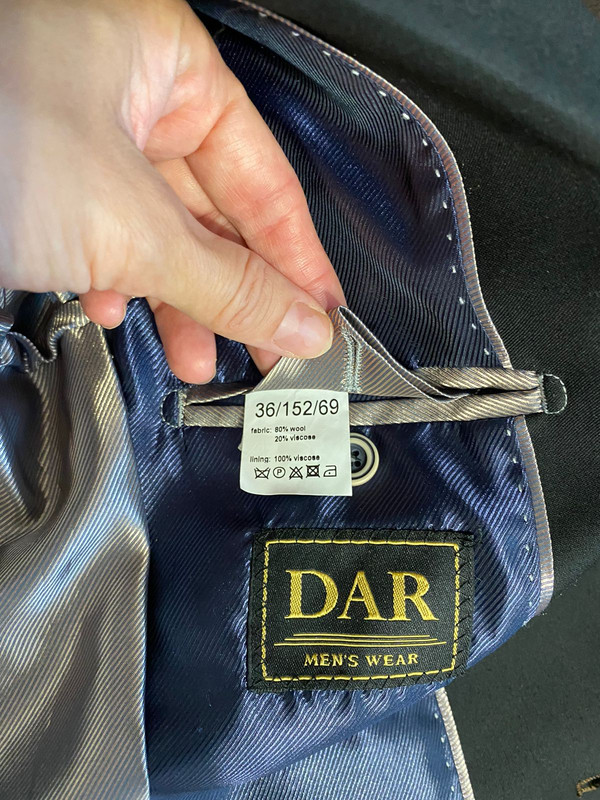 36/152/69
fabric: 80% wool
20% viscose
lining: 100% viscose
P
DAR
MEN'S WEAR